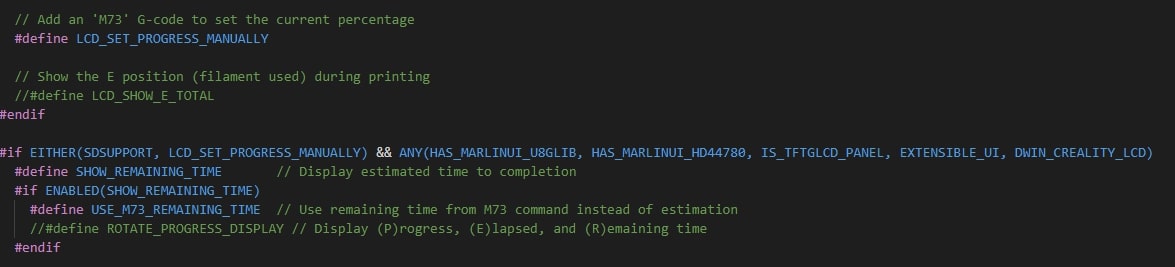 // Add an 'M73' G-code to set the current percentage
#define LCD_SET_PROGRESS_MANUALLY
// Show the E position (filament used) during printing
//#define LCD_SHOW_E_TOTAL
#endif
#if EITHER(SDSUPPORT, LCD_SET_PROGRESS_MANUALLY) && ANY(HAS_MARLINUI_U8GLIB, HAS_MARLINUI_HD44780, IS_TFTGLCD_PANEL, EXTENSIBLE_UI, DWIN_CREALITY_LCD)
#define SHOW_REMAINING_TIME // Display estimated time to completion
#if ENABLED(SHOW_REMAINING_TIME)
#define USE_M73_REMAINING_TIME // Use remaining time from M73 command instead of estimation
//#define ROTATE_PROGRESS_DISPLAY // Display (P)rogress, (E)lapsed, and (R)emaining time
#endif